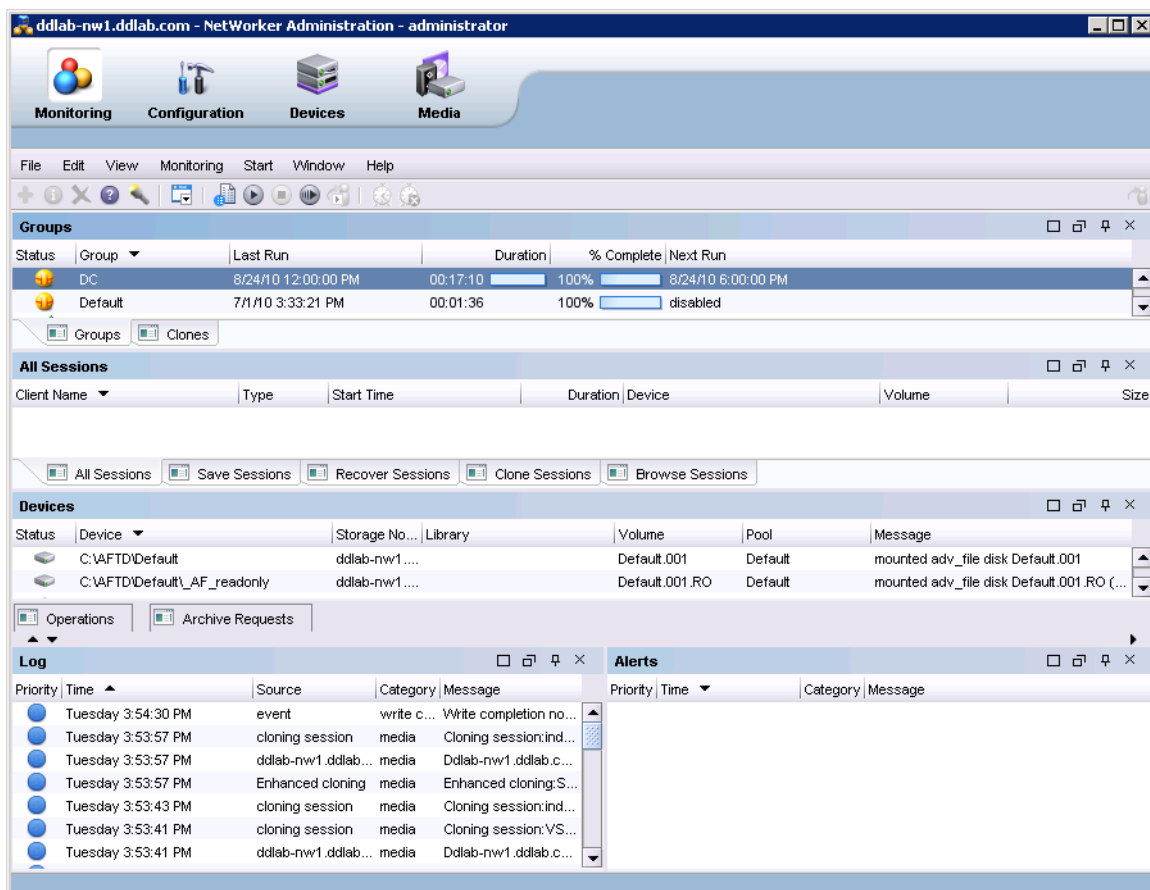 ddlab-nw1.ddlab.com - NetWorker Administration - administrator
Monitoring Configuration Devices Media
File Edit View Monitoring Start Window Help
Groups
Status Group Last Run Duration % Complete Next Run
DC 8/24/10 12:00:00 PM 00:17:10 100% 8/24/10 6:00:00 PM
Default 7/1/10 3:33:21 PM 00:01:36 100% disabled
Groups Clones
All Sessions
Client Name Type Start Time Duration Device Volume Size
All Sessions Save Sessions Recover Sessions Clone Sessions Browse Sessions
Devices
Status Device Storage No... Library Volume Pool Message
C:\AFTD\Default ddlab-nw1.... Default.001 Default mounted adv_file disk Default.001
C:\AFTD\Default\_AF_readonly ddlab-nw1.... Default.001.RO Default mounted adv_file disk Default.001.RO (...
Operations Archive Requests
Log
Priority Time Source Category Message
Tuesday 3:54:30 PM event write c... Write completion no...
Tuesday 3:53:57 PM cloning session media Cloning session:ind...
Tuesday 3:53:57 PM ddlab-nw1.ddlab... media Ddlab-nw1.ddlab.c...
Tuesday 3:53:57 PM Enhanced cloning media Enhanced cloning:S...
Tuesday 3:53:43 PM cloning session media Cloning session:ind...
Tuesday 3:53:41 PM cloning session media Cloning session:VS...
Tuesday 3:53:41 PM ddlab-nw1.ddlab... media Ddlab-nw1.ddlab.c...
Alerts
Priority Time Category Message